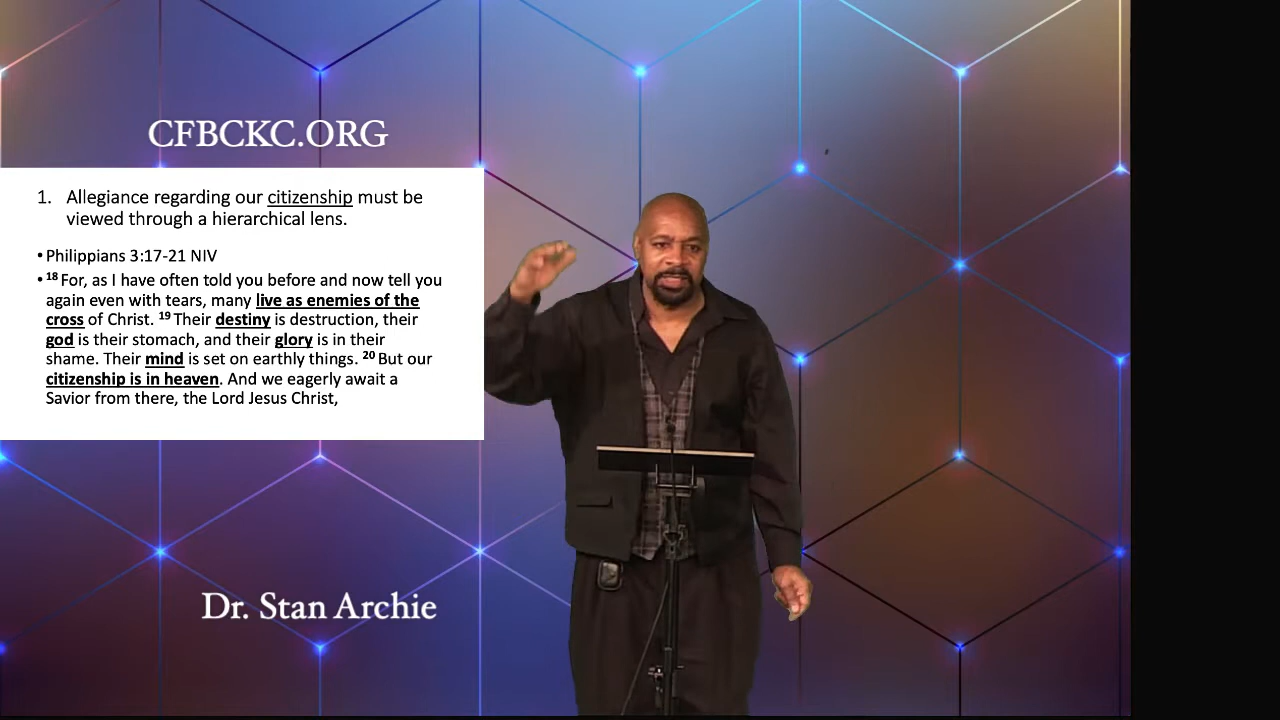 CFBCKC.ORG
1. Allegiance regarding our citizenship must be
viewed through a hierarchical lens.
• Philippians 3:17-21 NIV
• 18 For, as I have often told you before and now tell you
again even with tears, many live as enemies of the
cross of Christ. 19 Their destiny is destruction, their
god is their stomach, and their glory is in their
shame. Their mind is set on earthly things. 20 But our
citizenship is in heaven. And we eagerly await a
Savior from there, the Lord Jesus Christ,
Dr. Stan Archie